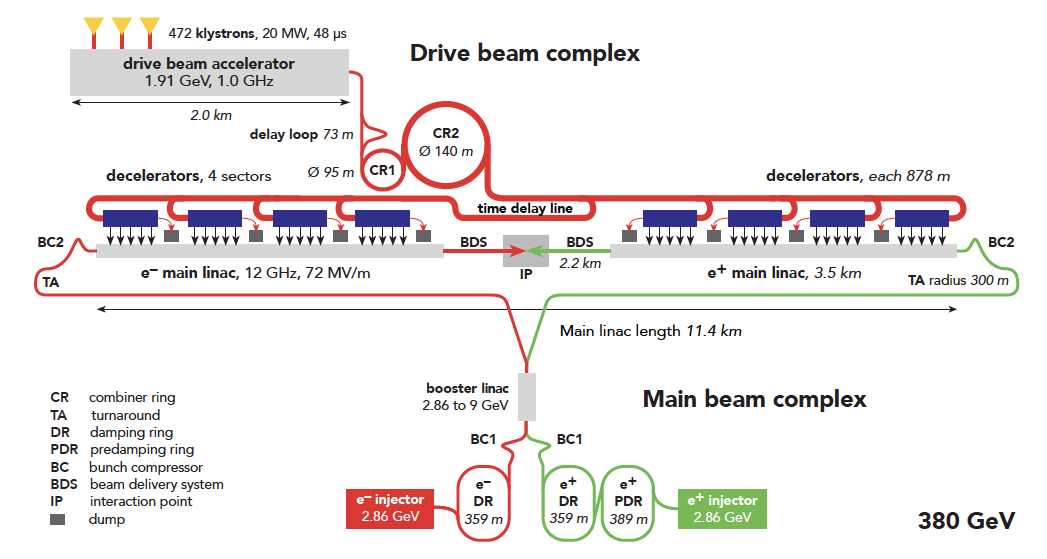 472 klystrons, 20 MW, 48 µs
Drive beam complex
drive beam accelerator
1.91 GeV, 1.0 GHz
2.0 km
delay loop 73 m
CR2
Ø 140 m
Ø 95 m
CR1
decelerators, 4 sectors
decelerators, each 878 m
time delay line
BC2
BDS
BDS
BC2
2.2 km
IP
e– main linac, 12 GHz, 72 MV/m
e+ main linac, 3.5 km
TA
TA radius 300 m
Main linac length 11.4 km
booster linac
2.86 to 9 GeV
Main beam complex
CR combiner ring
TA turnaround
DR damping ring
PDR predamping ring
BC bunch compressor
BDS beam delivery system
IP interaction point
dump
BC1
BC1
e– injector
2.86 GeV
e–
DR
359 m
e+
DR
359 m
e+
PDR
389 m
e+ injector
2.86 GeV
380 GeV